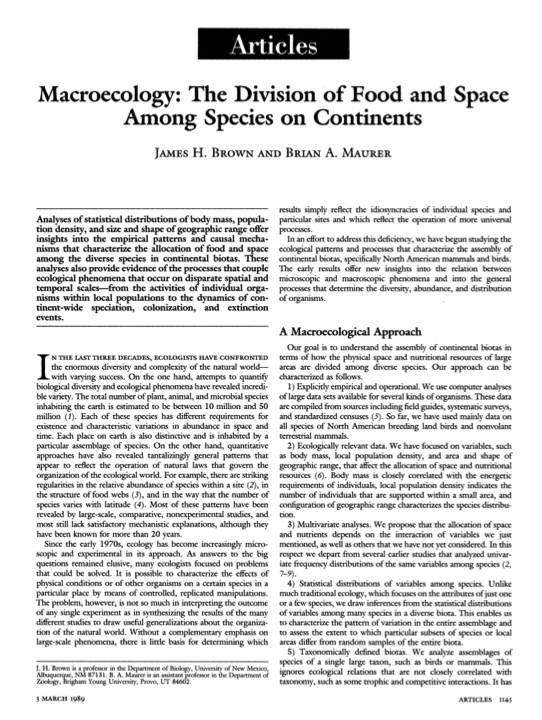 Articles
Macroecology: The Division of Food and Space
Among Species on Continents
JAMES H. BROWN AND BRIAN A. MAURER
Analyses of statistical distributions of body mass, popula-
tion density, and size and shape of geographic range offer
insights into the empirical patterns and causal mecha-
nisms that characterize the allocation of food and space
among the diverse species in continental biotas. These
analyses also provide evidence of the processes that couple
ecological phenomena that occur on disparate spatial and
temporal scales—from the activities of individual orga-
nisms within local populations to the dynamics of con-
tinent-wide speciation, colonization, and extinction
events.
IN THE LAST THREE DECADES, ECOLOGISTS HAVE CONFRONTED
the enormous diversity and complexity of the natural world—
with varying success. On the one hand, attempts to quantify
biological diversity and ecological phenomena have revealed incredi-
ble variety. The total number of plant, animal, and microbial species
inhabiting the earth is estimated to be between 10 million and 50
million (1). Each of these species has different requirements for
existence and characteristic variations in abundance in space and
time. Each place on earth is also distinctive and is inhabited by a
particular assemblage of species. On the other hand, quantitative
approaches have also revealed tantalizingly general patterns that
appear to reflect the operation of natural laws that govern the
organization of the ecological world. For example, there are striking
regularities in the relative abundance of species within a site (2), in
the structure of food webs (3), and in the way that the number of
species varies with latitude (4). Most of these patterns have been
revealed by large-scale, comparative, nonexperimental studies, and
most still lack satisfactory mechanistic explanations, although they
have been known for more than 20 years.
Since the early 1970s, ecology has become increasingly micro-
scopic and experimental in its approach. As answers to the big
questions remained elusive, many ecologists focused on problems
that could be solved. It is possible to characterize the effects of
physical conditions or of other organisms on a certain species in a
particular place by means of controlled, replicated manipulations.
The problem, however, is not so much in interpreting the outcome
of any single experiment as in synthesizing the results of the many
different studies to draw useful generalizations about the organiza-
tion of the natural world. Without a complementary emphasis on
large-scale phenomena, there is little basis for determining which
J. H. Brown is a professor in the Department of Biology, University of New Mexico,
Albuquerque, NM 87131. B. A. Maurer is an assistant professor in the Department of
Zoology, Brigham Young University, Provo, UT 84602.
results simply reflect the idiosyncracies of individual species and
particular sites and which reflect the operation of more universal
processes.
In an effort to address this deficiency, we have begun studying the
ecological patterns and processes that characterize the assembly of
continental biotas, specifically North American mammals and birds.
The early results offer new insights into the relation between
microscopic and macroscopic phenomena and into the general
processes that determine the diversity, abundance, and distribution
of organisms.
A Macroecological Approach
Our goal is to understand the assembly of continental biotas in
terms of how the physical space and nutritional resources of large
areas are divided among diverse species. Our approach can be
characterized as follows.
1) Explicitly empirical and operational. We use computer analyses
of large data sets available for several kinds of organisms. These data
are compiled from sources including field guides, systematic surveys,
and standardized censuses (5). So far, we have used mainly data on
all species of North American breeding land birds and nonvolant
terrestrial mammals.
2) Ecologically relevant data. We have focused on variables, such
as body mass, local population density, and area and shape of
geographic range, that affect the allocation of space and nutritional
resources (6). Body mass is closely correlated with the energetic
requirements of individuals, local population density indicates the
number of individuals that are supported within a small area, and
configuration of geographic range characterizes the species distribu-
tion.
3) Multivariate analyses. We propose that the allocation of space
and nutrients depends on the interaction of variables we just
mentioned, as well as others that we have not yet considered. In this
respect we depart from several earlier studies that analyzed univar-
iate frequency distributions of the same variables among species (2,
7–9).
4) Statistical distributions of variables among species. Unlike
much traditional ecology, which focuses on the attributes of just one
or a few species, we draw inferences from the statistical distributions
of variables among many species in a diverse biota. This enables us
to characterize the pattern of variation in the entire assemblage and
to assess the extent to which particular subsets of species or local
areas differ from random samples of the entire biota.
5) Taxonomically defined biotas. We analyze assemblages of
species of a single large taxon, such as birds or mammals. This
ignores ecological relations that are not closely correlated with
taxonomy, such as some trophic and competitive interactions. It has
3 MARCH 1989
ARTICLES 1145